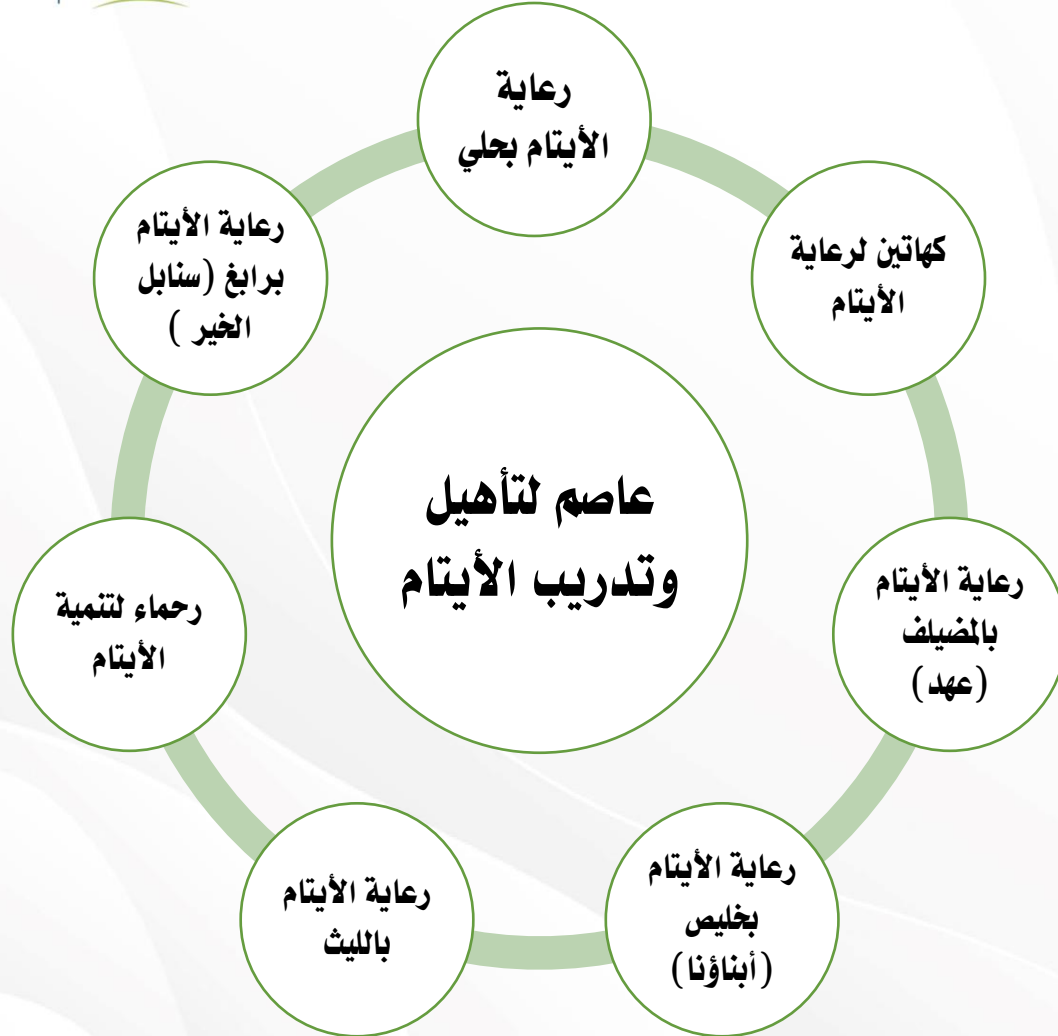 رعاية
الأيتام بحلي
كهاتين لرعاية
الأيتام
رعاية الأيتام
بالمضيلف
(عهد)
رعاية الأيتام
بخليص
(أبناؤنا)
رعاية الأيتام
بالليث
رحماء لتنمية
الأيتام
رعاية الأيتام
برابغ (سنابل
الخير )
عاصم لتأهيل
وتدريب الأيتام